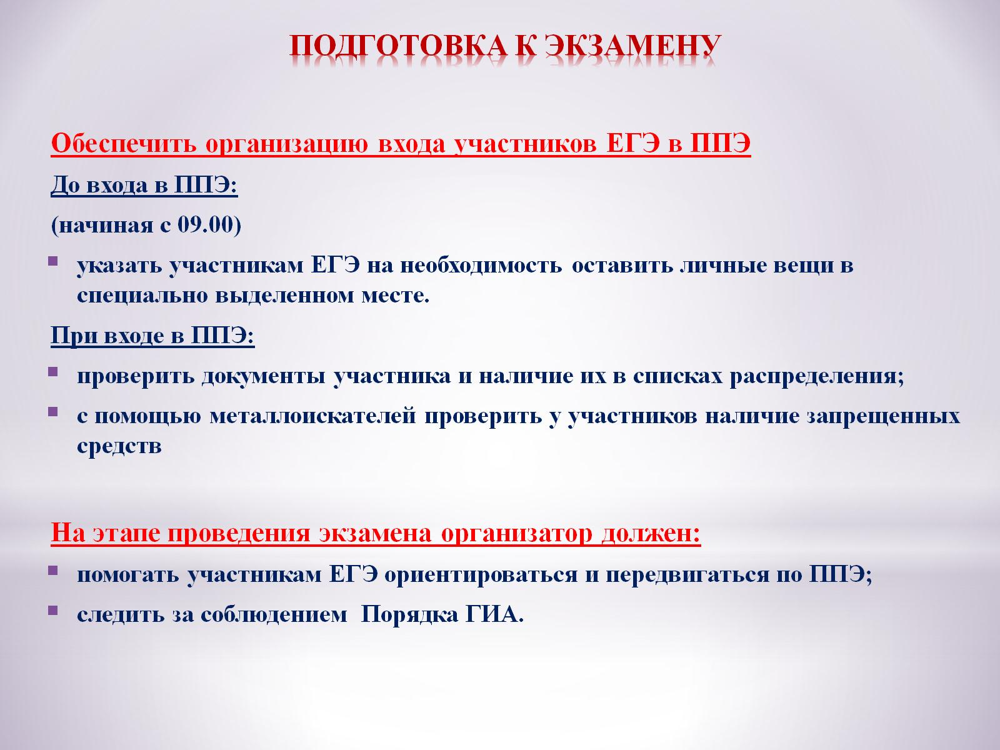 ПОДГОТОВКА К ЭКЗАМЕНУ
Обеспечить организацию входа участников ЕГЭ в ППЭ
До входа в ППЭ:
(начиная с 09.00)
указать участникам ЕГЭ на необходимость оставить личные вещи в
специально выделенном месте.
При входе в ППЭ:
проверить документы участника и наличие их в списках распределения;
с помощью металлоискателей проверить у участников наличие запрещенных
средств
На этапе проведения экзамена организатор должен:
помогать участникам ЕГЭ ориентироваться и передвигаться по ППЭ;
следить за соблюдением Порядка ГИА.